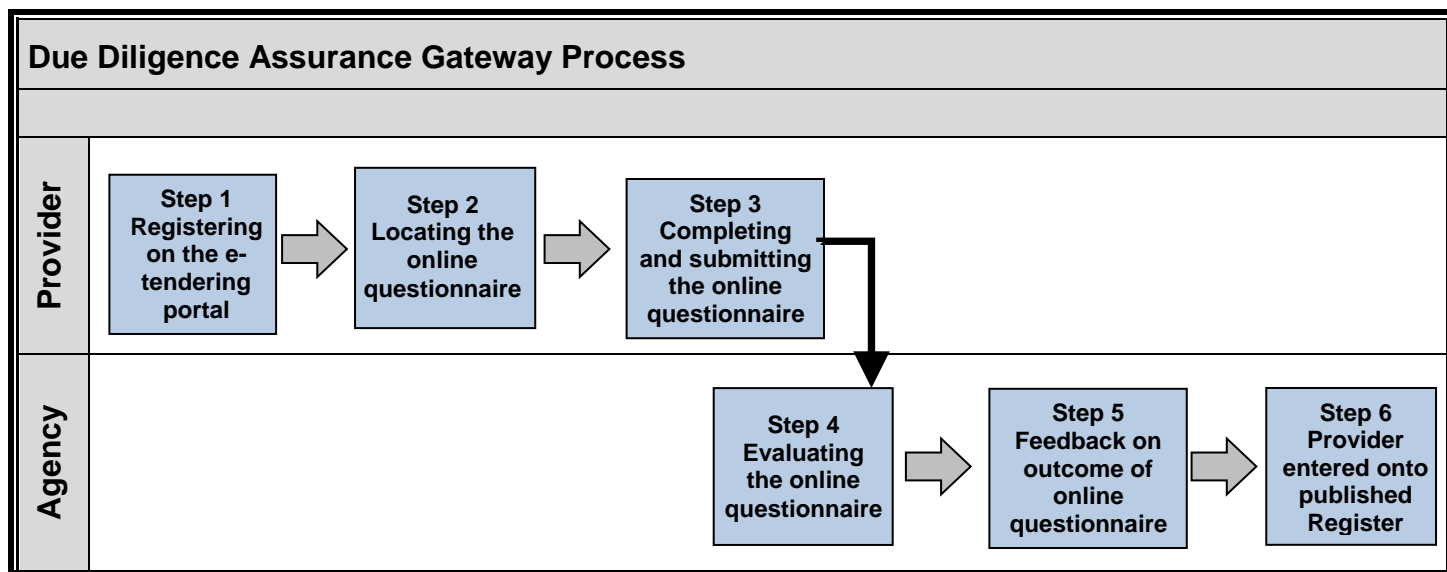 Due Diligence Assurance Gateway Process
Provider
Step 1
Registering
on the e-
tendering
portal
Step 2
Locating the
online
questionnaire
Step 3
Completing
and submitting
the online
questionnaire
Agency
Step 4
Evaluating
the online
questionnaire
Step 5
Feedback on
outcome of
online
questionnaire
Step 6
Provider
entered onto
published
Register